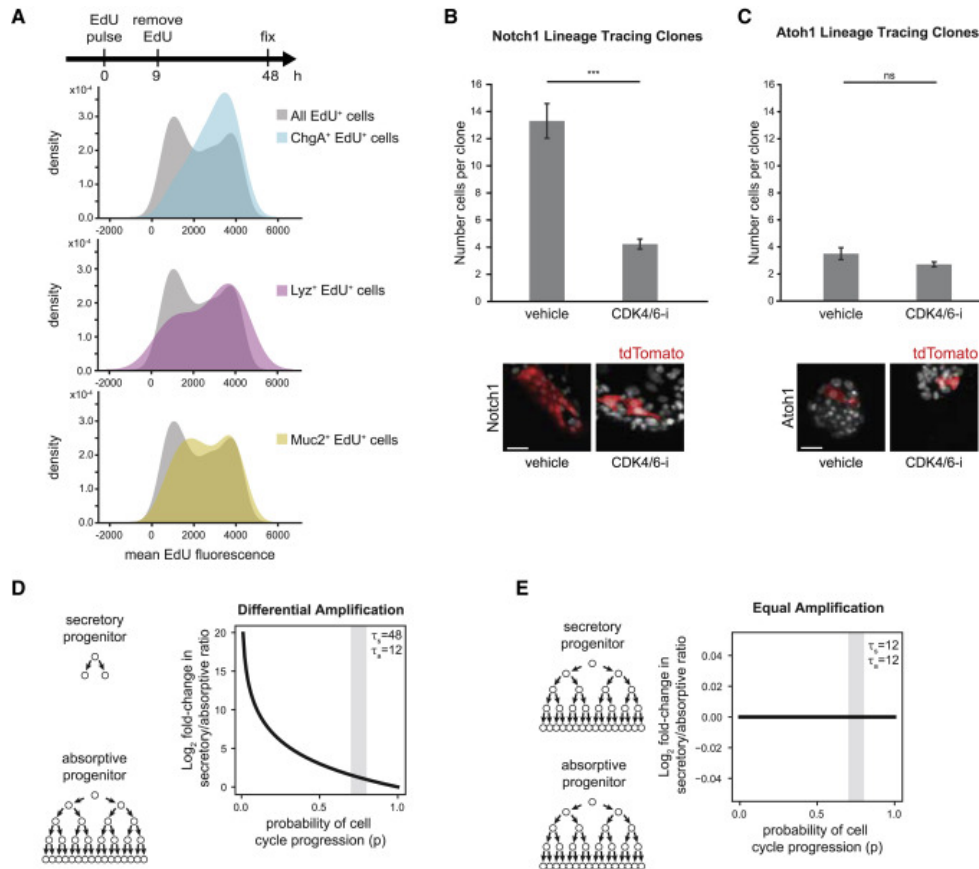 A
EdU pulse
remove EdU
fix
0 9 48 h
x10⁻⁴
3.0
2.0
1.0
0.0
density
All EdU⁺ cells
ChgA⁺ EdU⁺ cells
-2000 0 2000 4000 6000
x10⁻⁴
3.0
2.0
1.0
0.0
density
Lyz⁺ EdU⁺ cells
-2000 0 2000 4000 6000
x10⁻⁴
3.0
2.0
1.0
0.0
density
Muc2⁺ EdU⁺ cells
-2000 0 2000 4000 6000
mean EdU fluorescence
B
Notch1 Lineage Tracing Clones
***
16
14
12
10
8
6
4
2
0
Number cells per clone
vehicle CDK4/6-i
tdTomato
Notch1
vehicle CDK4/6-i
C
Atoh1 Lineage Tracing Clones
ns
16
14
12
10
8
6
4
2
0
Number cells per clone
vehicle CDK4/6-i
tdTomato
Atoh1
vehicle CDK4/6-i
D
secretory
progenitor
absorptive
progenitor
Differential Amplification
τs=48
τa=12
20
15
10
5
0
Log₂ fold-change in
secretory/absorptive ratio
0.0 0.5 1.0
probability of cell
cycle progression (p)
E
secretory
progenitor
absorptive
progenitor
Equal Amplification
τs=12
τa=12
0.04
0.02
0.00
−0.02
−0.04
Log₂ fold-change in
secretory/absorptive ratio
0.0 0.5 1.0
probability of cell
cycle progression (p)